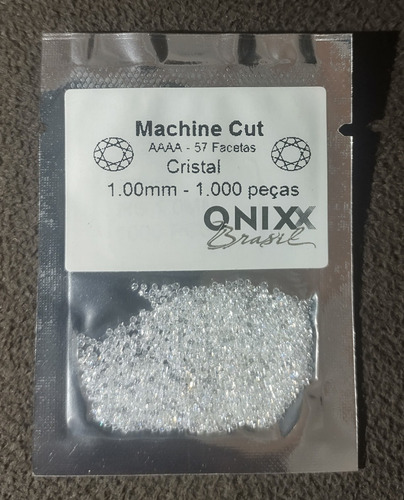 Machine Cut
AAAA - 57 Facetas
Cristal
1.00mm - 1.000 peças
ONIXX
Brasil